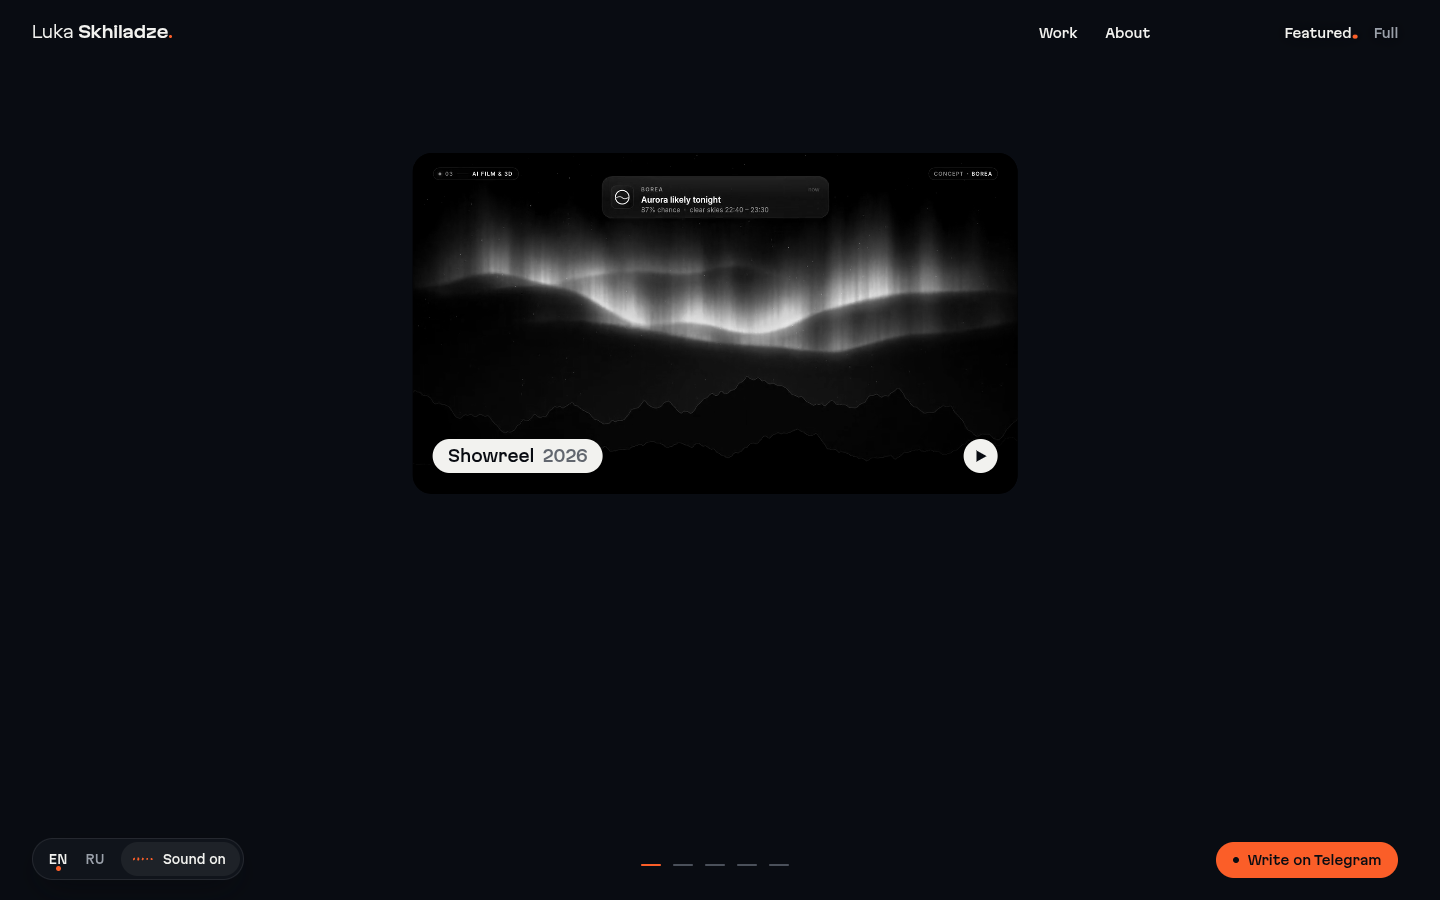 Luka Skhiladze.
Work About Featured. Full
03 AI FILM & 3D
CONCEPT · BOREA
BOREA
Aurora likely tonight
87% chance · clear skies 22:40 – 23:30
Showreel 2026
EN RU Sound on
Write on Telegram